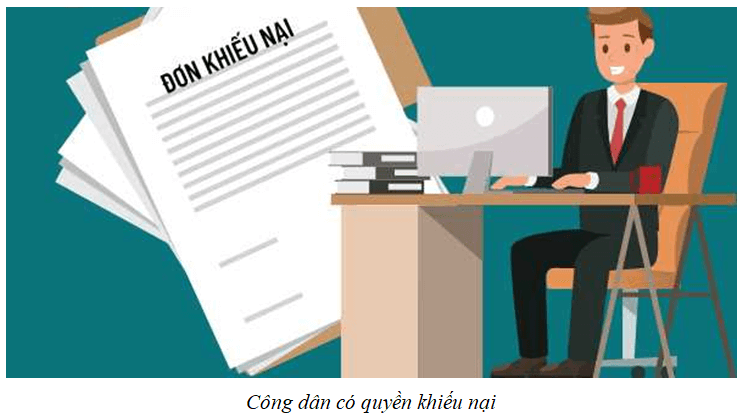 ĐƠN KHIẾU NẠI
Công dân có quyền khiếu nại